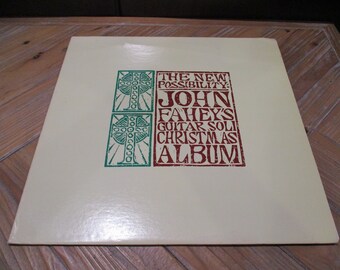 THE NEW
POSSIBILITY:
JOHN
FAHEY'S
GUITAR SOLI
CHRISTMAS
ALBUM